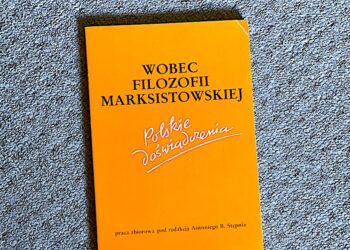 WOBEC
FILOZOFII
MARKSISTOWSKIEJ
Polskie
doświadczenia
praca zbiorowa pod redakcją Antoniego B. Stępnia